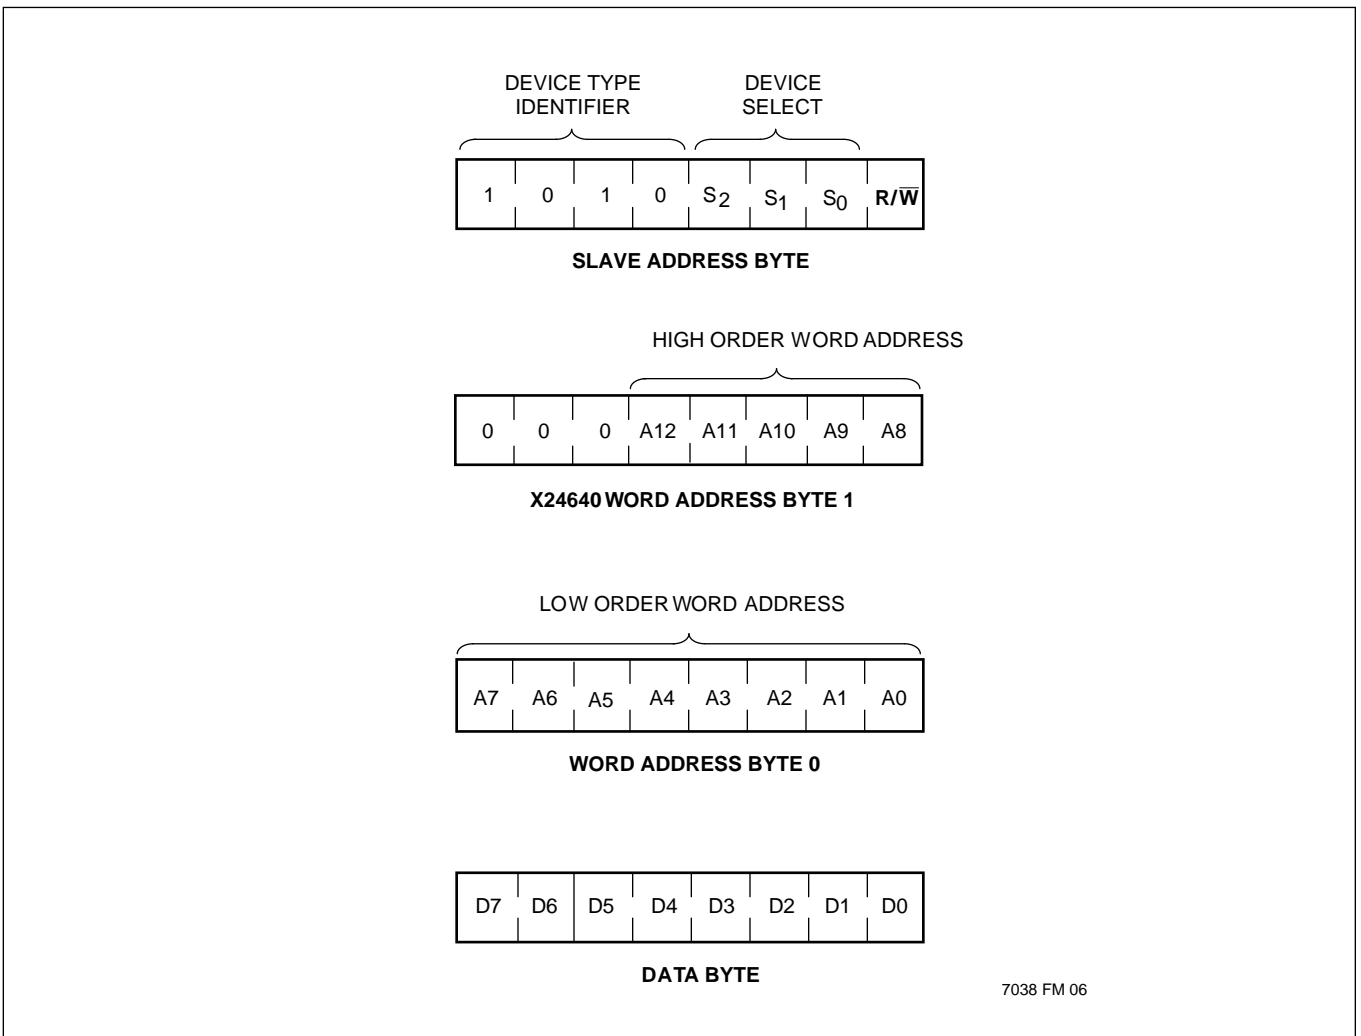 DEVICE TYPE IDENTIFIER
DEVICE SELECT
1 0 1 0 S2 S1 S0 R/W̅
SLAVE ADDRESS BYTE
HIGH ORDER WORD ADDRESS
0 0 0 A12 A11 A10 A9 A8
X24640 WORD ADDRESS BYTE 1
LOW ORDER WORD ADDRESS
A7 A6 A5 A4 A3 A2 A1 A0
WORD ADDRESS BYTE 0
D7 D6 D5 D4 D3 D2 D1 D0
DATA BYTE
7038 FM 06